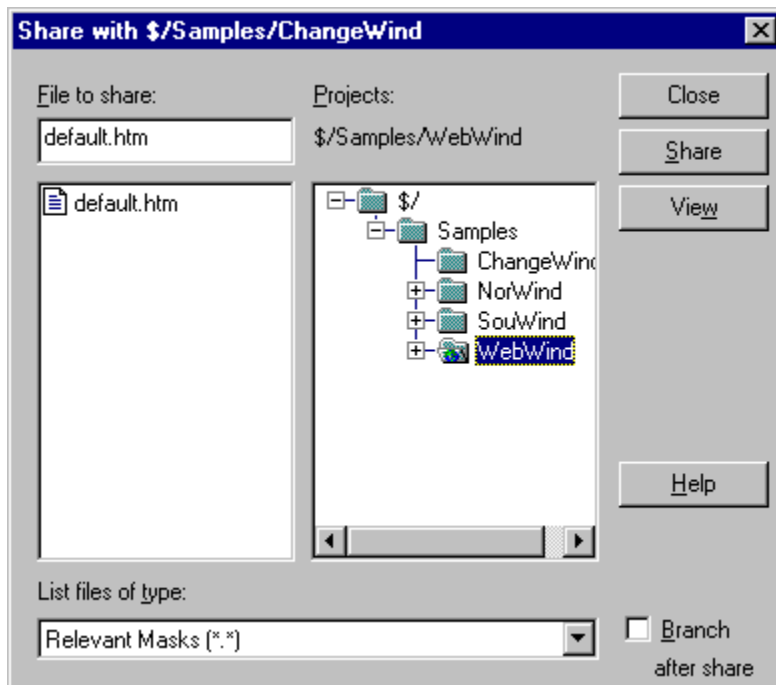 Share with $/Samples/ChangeWind
File to share:
Projects:
Close
default.htm
$/Samples/WebWind
Share
default.htm
$/
View
Samples
ChangeWind
NorWind
SouWind
WebWind
Help
List files of type:
Relevant Masks (*.*)
Branch
after share